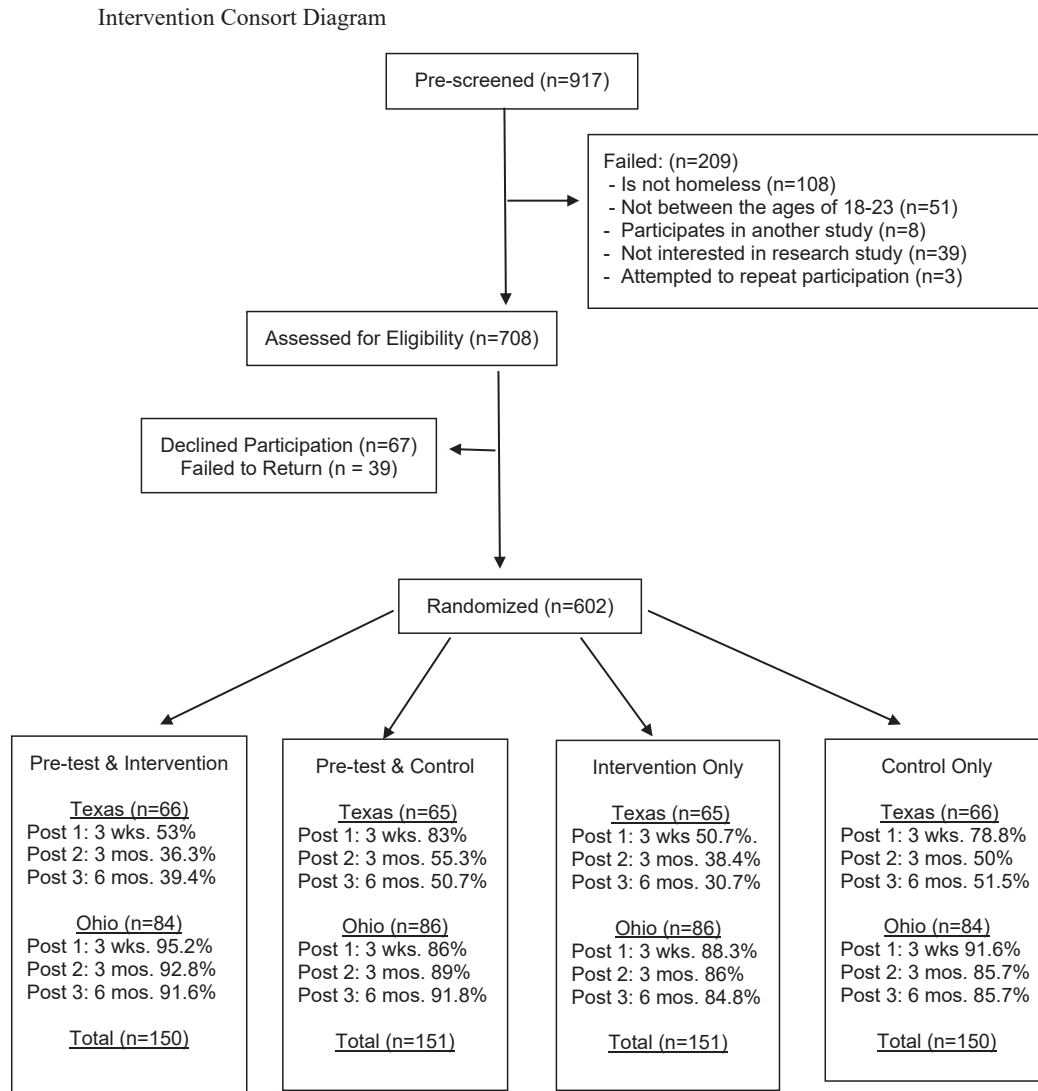 Intervention Consort Diagram
Pre-screened (n=917)
Failed: (n=209)
- Is not homeless (n=108)
- Not between the ages of 18-23 (n=51)
- Participates in another study (n=8)
- Not interested in research study (n=39)
- Attempted to repeat participation (n=3)
Assessed for Eligibility (n=708)
Declined Participation (n=67)
Failed to Return (n = 39)
Randomized (n=602)
Pre-test & Intervention
Texas (n=66)
Post 1: 3 wks. 53%
Post 2: 3 mos. 36.3%
Post 3: 6 mos. 39.4%
Ohio (n=84)
Post 1: 3 wks. 95.2%
Post 2: 3 mos. 92.8%
Post 3: 6 mos. 91.6%
Total (n=150)
Pre-test & Control
Texas (n=65)
Post 1: 3 wks. 83%
Post 2: 3 mos. 55.3%
Post 3: 6 mos. 50.7%
Ohio (n=86)
Post 1: 3 wks. 86%
Post 2: 3 mos. 89%
Post 3: 6 mos. 91.8%
Total (n=151)
Intervention Only
Texas (n=65)
Post 1: 3 wks 50.7%.
Post 2: 3 mos. 38.4%
Post 3: 6 mos. 30.7%
Ohio (n=86)
Post 1: 3 wks. 88.3%
Post 2: 3 mos. 86%
Post 3: 6 mos. 84.8%
Total (n=151)
Control Only
Texas (n=66)
Post 1: 3 wks. 78.8%
Post 2: 3 mos. 50%
Post 3: 6 mos. 51.5%
Ohio (n=84)
Post 1: 3 wks 91.6%
Post 2: 3 mos. 85.7%
Post 3: 6 mos. 85.7%
Total (n=150)